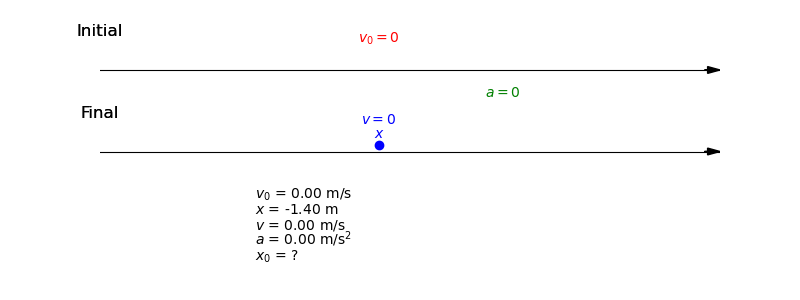 Initial
v₀ = 0
a = 0
Final
v = 0
x
v₀ = 0.00 m/s
x = -1.40 m
v = 0.00 m/s
a = 0.00 m/s²
x₀ = ?